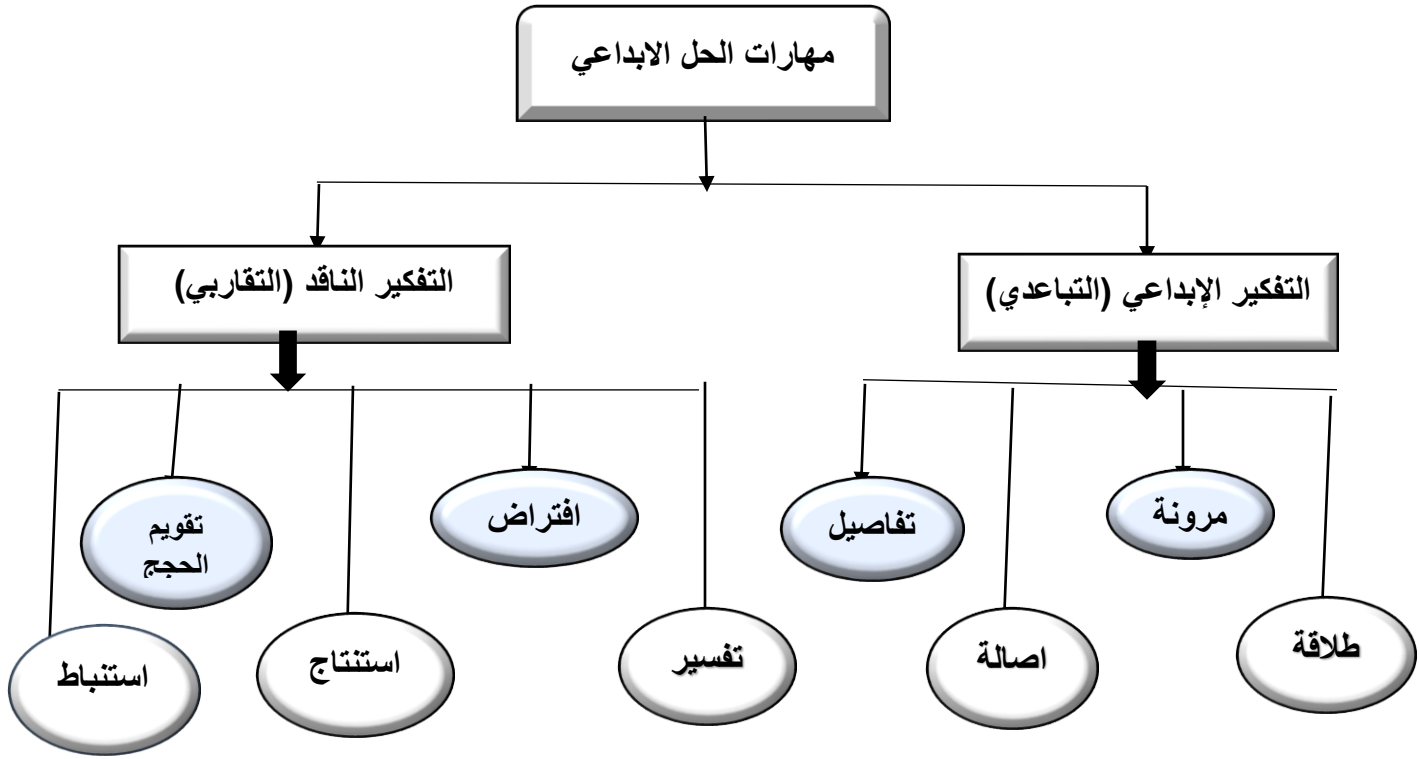 مهارات الحل الابداعي
التفكير الإبداعي (التباعدي)
التفكير الناقد (التقاربي)
مرونة
تفاصيل
افتراض
تقويم
الحجج
طلاقة
اصالة
تفسير
استنتاج
استنباط